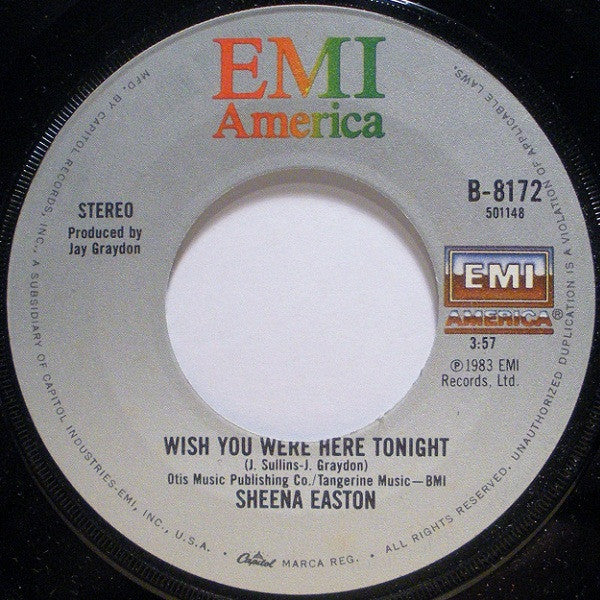 EMI
America
B-8172
501148
STEREO
Produced by
Jay Graydon
EMI
AMERICA®
3:57
℗1983 EMI
Records, Ltd.
WISH YOU WERE HERE TONIGHT
(J. Sullins-J. Graydon)
Otis Music Publishing Co./Tangerine Music—BMI
SHEENA EASTON
MFD. BY CAPITOL RECORDS, INC., A SUBSIDIARY OF CAPITOL INDUSTRIES-EMI, INC., U.S.A. • Capitol MARCA REG. • ALL RIGHTS RESERVED. UNAUTHORIZED DUPLICATION IS A VIOLATION OF APPLICABLE LAWS.